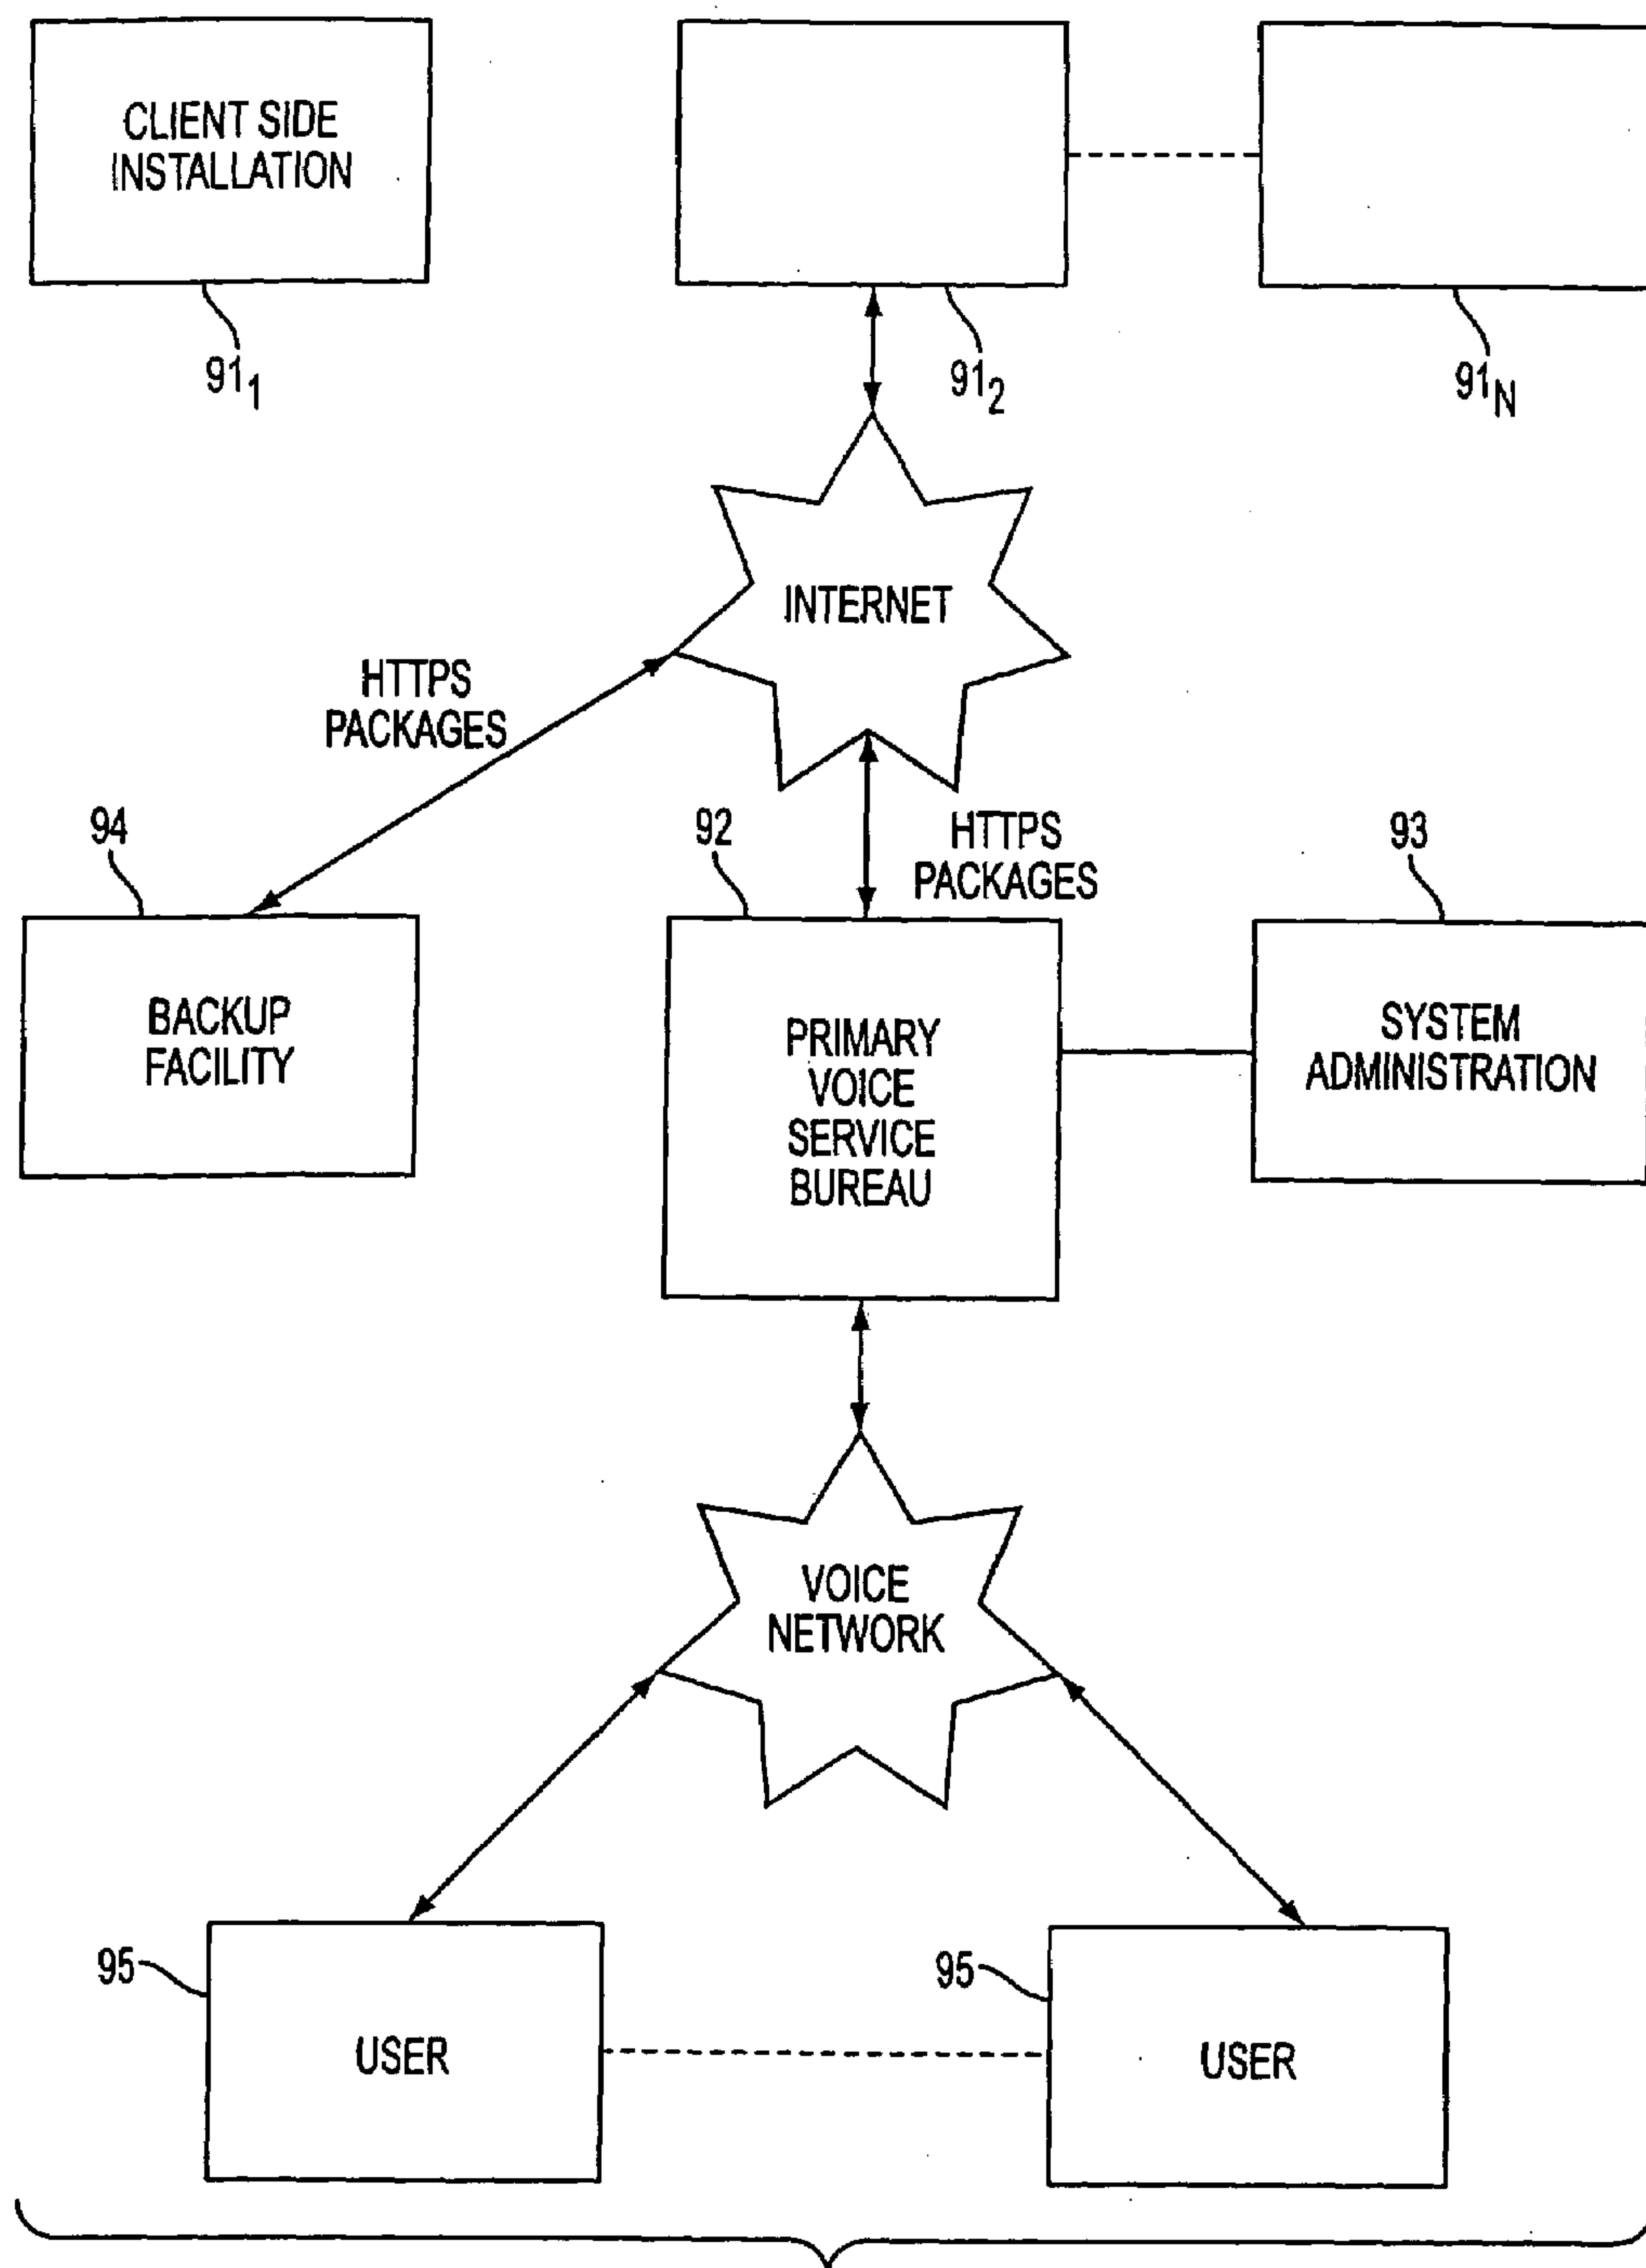 CLIENT SIDE
INSTALLATION
91₁
91₂
91N
INTERNET
HTTPS
PACKAGES
HTTPS
PACKAGES
94
92
93
BACKUP
FACILITY
PRIMARY
VOICE
SERVICE
BUREAU
SYSTEM
ADMINISTRATION
VOICE
NETWORK
95
95
USER
USER